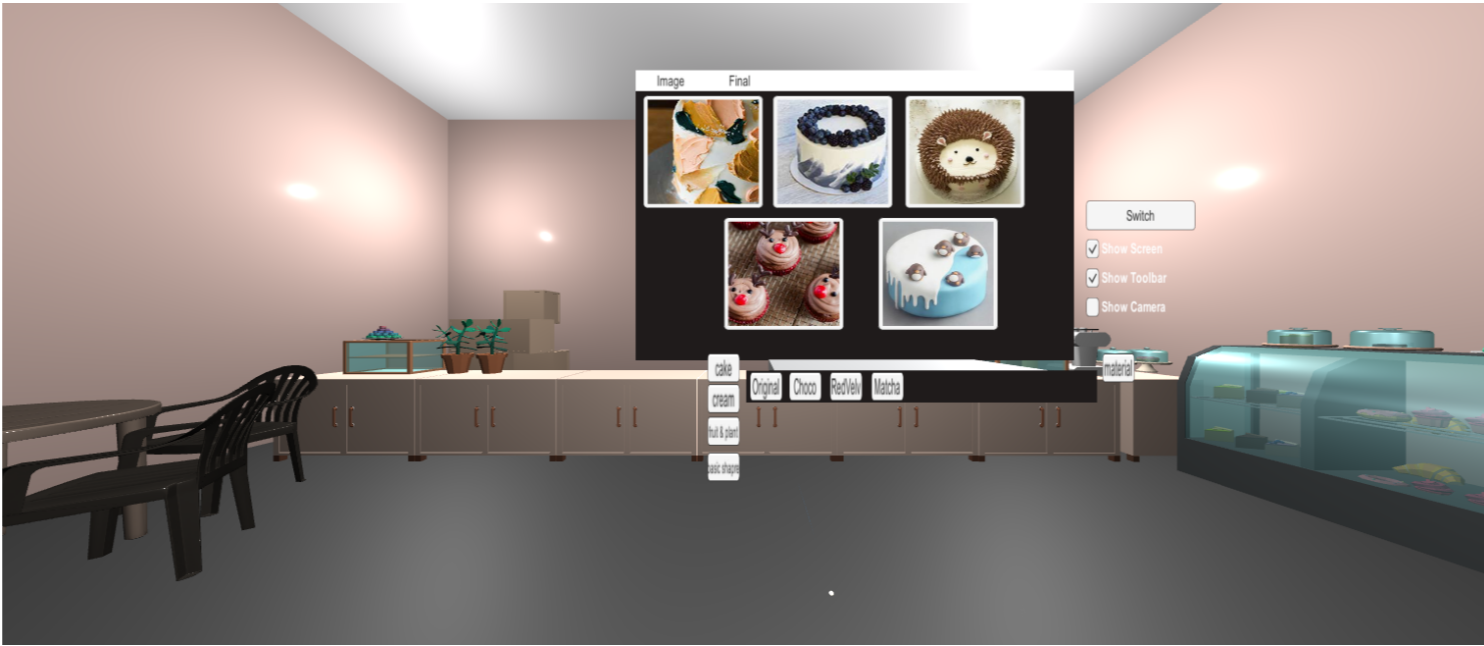 Image Final
Switch
Show Screen
Show Toolbar
Show Camera
cake
material
Original Choco RedVelv Matcha
cream
fruit & plant
basic shapre